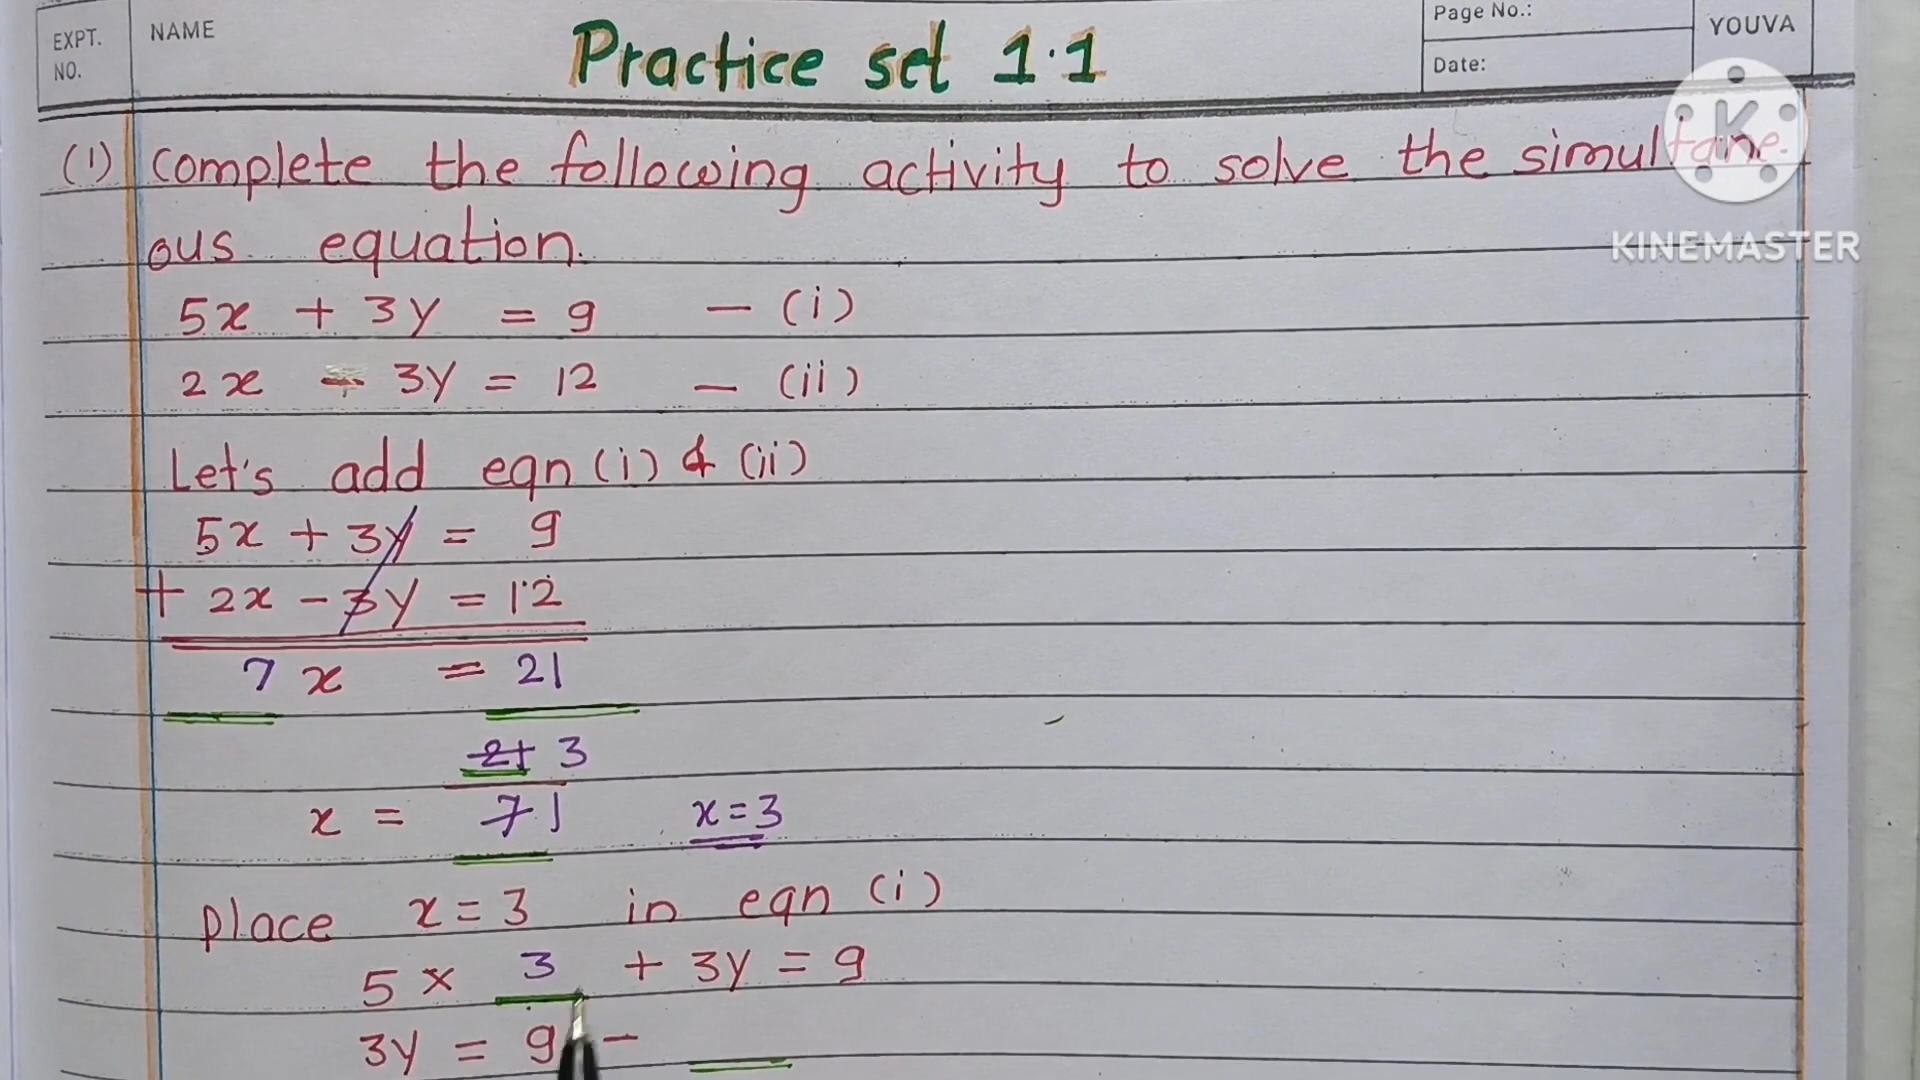 EXPT. NO.
NAME
Practice set 1.1
Page No.:
Date:
YOUVA
K
KINEMASTER
(1) complete the following activity to solve the simultane-
ous equation.
5x + 3y = 9 — (i)
2x - 3y = 12 — (ii)
Let's add eqn (i) & (ii)
5x + 3y = 9
+ 2x - 3y = 12
7 x = 21
21 3
x = 7 1 x = 3
Place x = 3 in eqn (i)
5 × 3 + 3y = 9
3y = 9 -